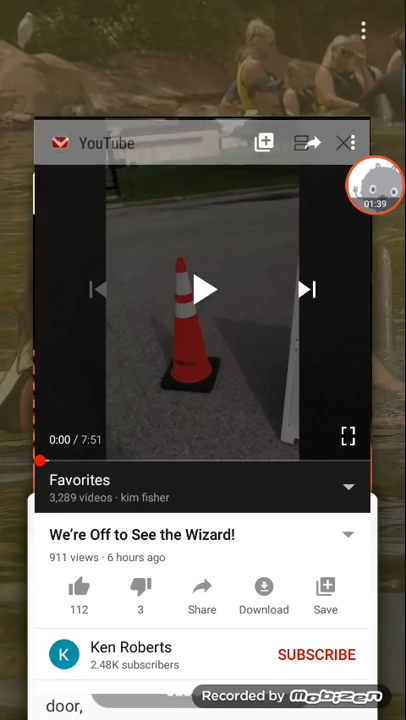 YouTube
01:39
0:00 / 7:51
Favorites
3,289 videos · kim fisher
We're Off to See the Wizard!
911 views · 6 hours ago
112
3
Share
Download
Save
K
Ken Roberts
2.48K subscribers
SUBSCRIBE
Recorded by mobizen
door,